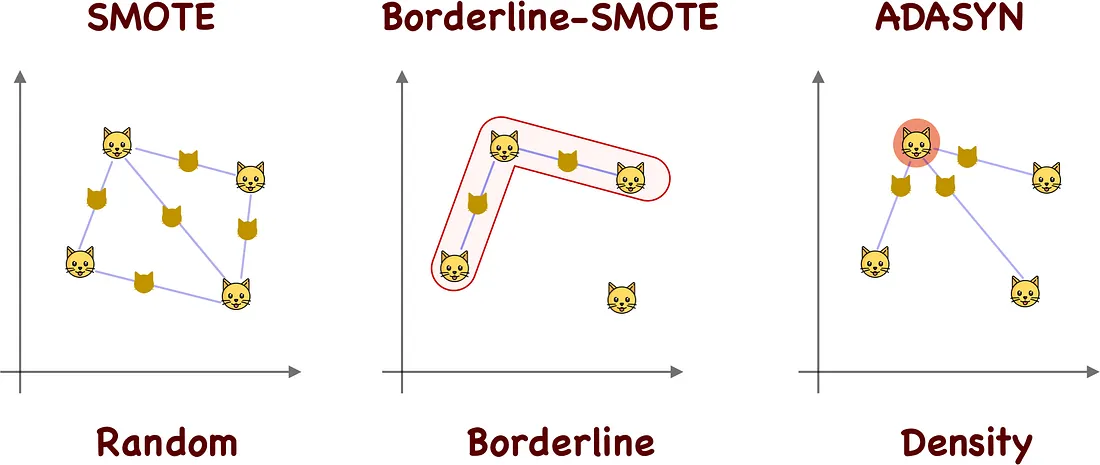 SMOTE
Borderline-SMOTE
ADASYN
Random
Borderline
Density